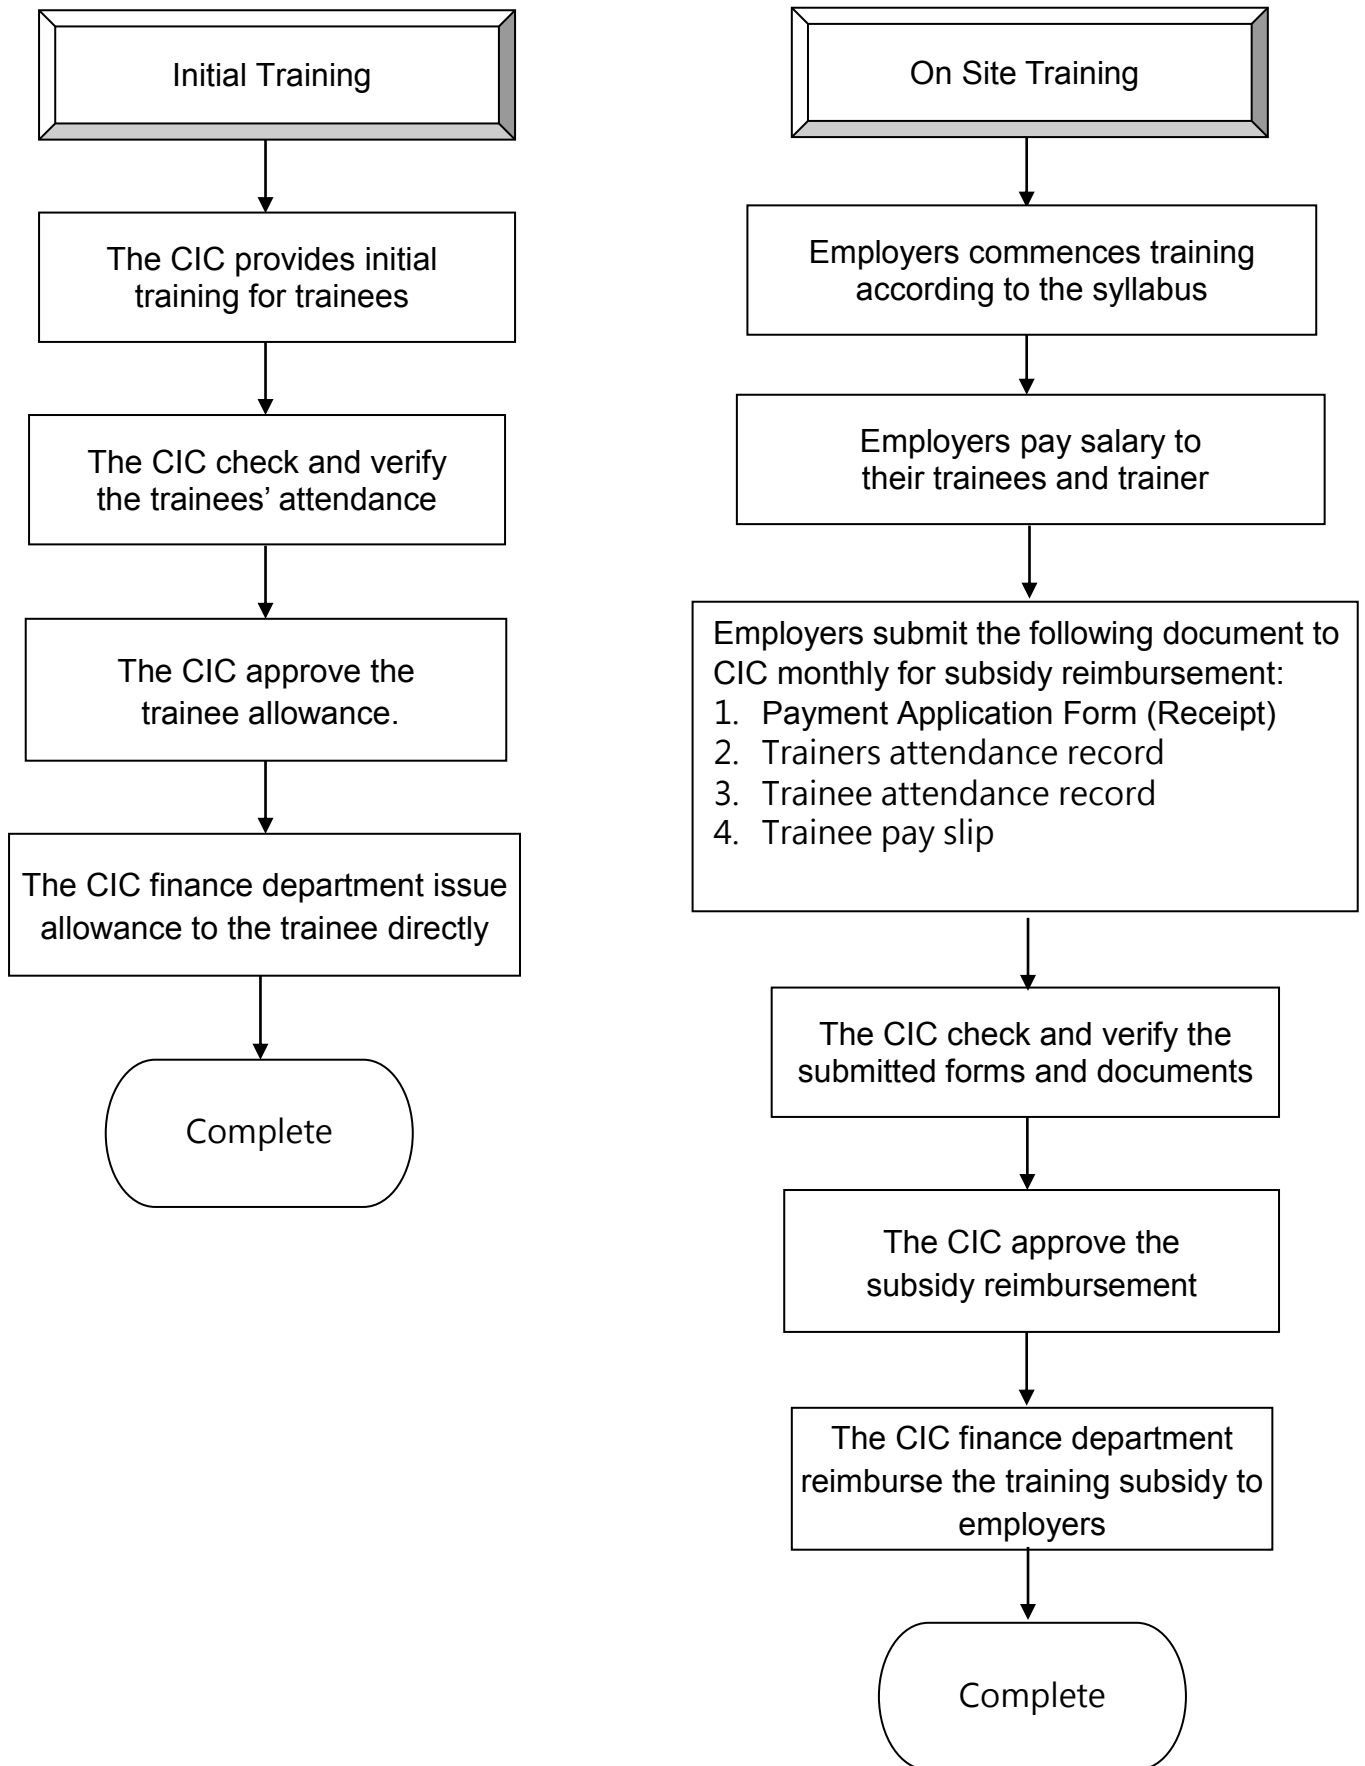 Initial Training
The CIC provides initial
training for trainees
The CIC check and verify
the trainees’ attendance
The CIC approve the
trainee allowance.
The CIC finance department issue
allowance to the trainee directly
Complete
On Site Training
Employers commences training
according to the syllabus
Employers pay salary to
their trainees and trainer
Employers submit the following document to
CIC monthly for subsidy reimbursement:
1. Payment Application Form (Receipt)
2. Trainers attendance record
3. Trainee attendance record
4. Trainee pay slip
The CIC check and verify the
submitted forms and documents
The CIC approve the
subsidy reimbursement
The CIC finance department
reimburse the training subsidy to
employers
Complete